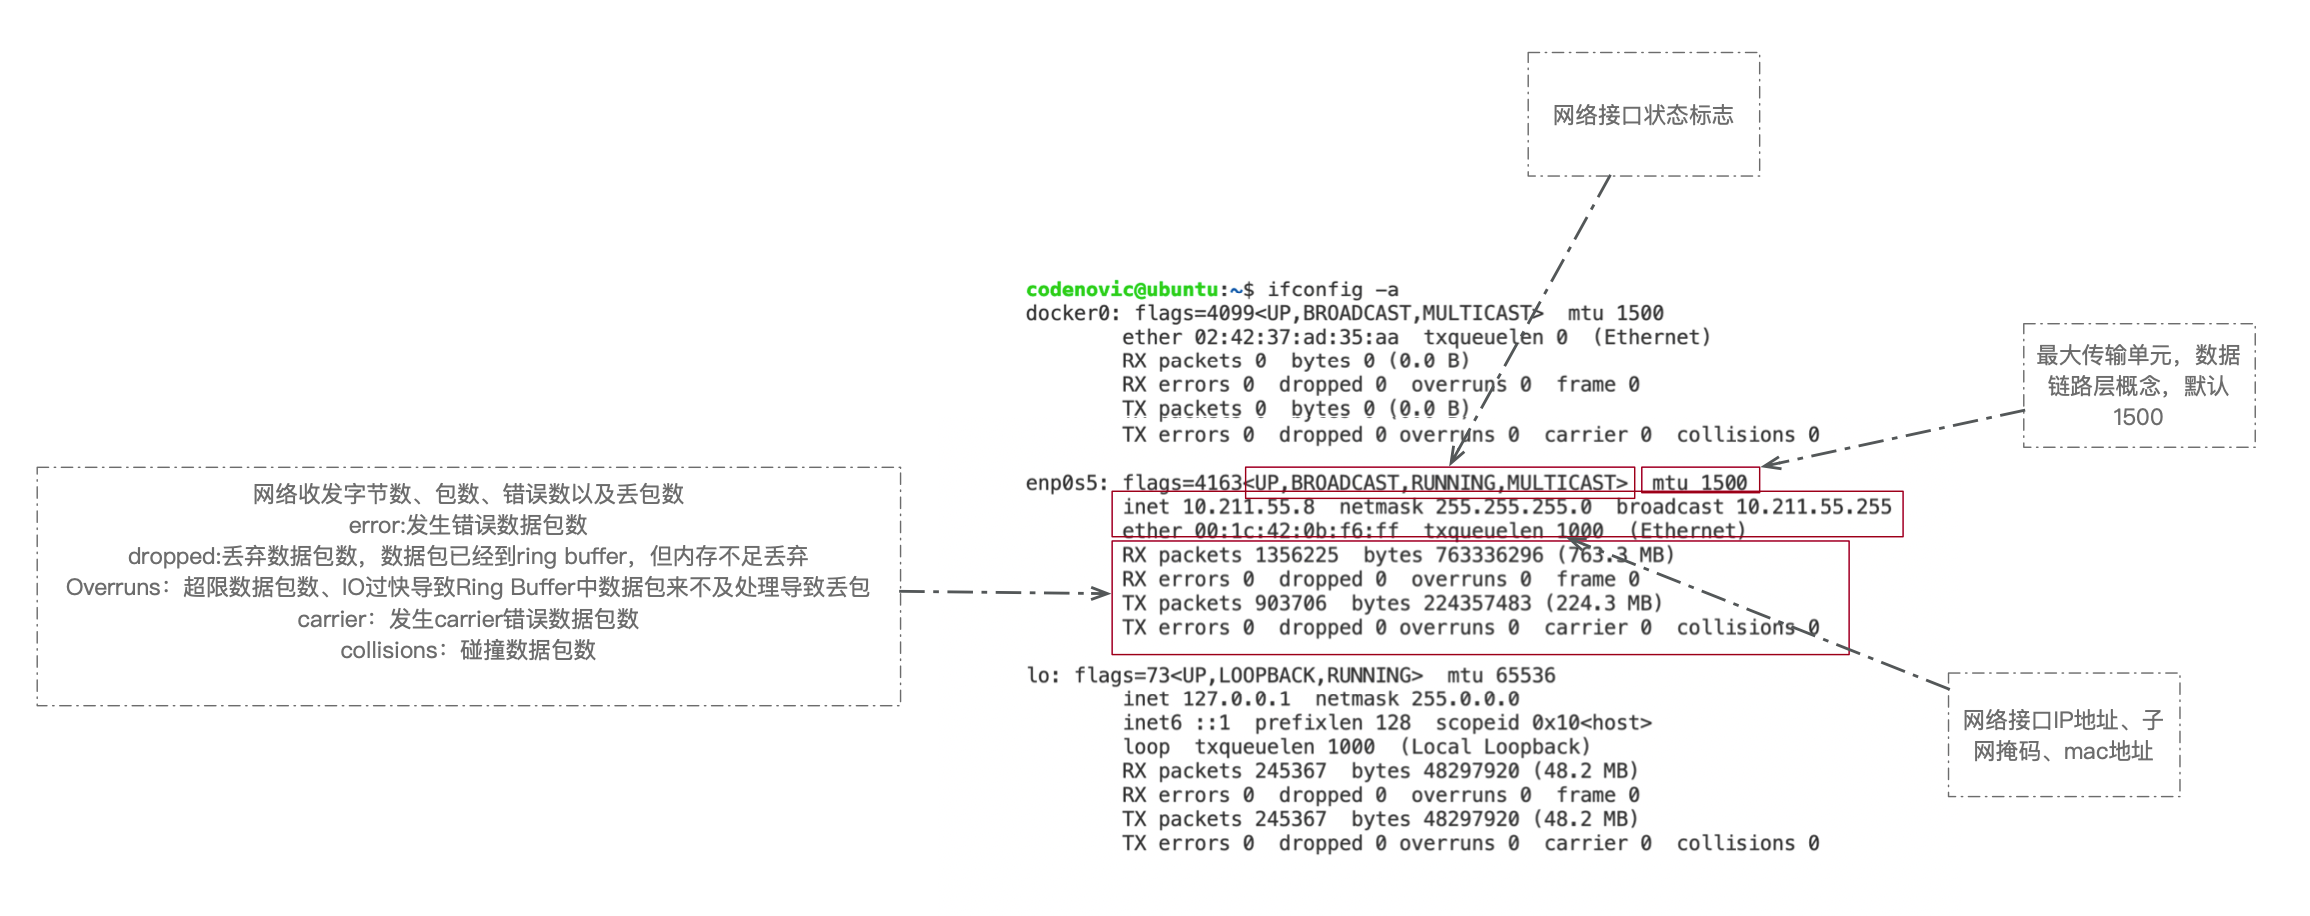 网络接口状态标志
codenovic@ubuntu:~$ ifconfig -a
docker0: flags=4099<UP,BROADCAST,MULTICAST>  mtu 1500
ether 02:42:37:ad:35:aa  txqueuelen 0  (Ethernet)
RX packets 0  bytes 0 (0.0 B)
RX errors 0  dropped 0  overruns 0  frame 0
TX packets 0  bytes 0 (0.0 B)
TX errors 0  dropped 0 overruns 0  carrier 0  collisions 0
最大传输单元，数据
链路层概念，默认
1500
enp0s5: flags=4163<UP,BROADCAST,RUNNING,MULTICAST>  mtu 1500
inet 10.211.55.8  netmask 255.255.255.0  broadcast 10.211.55.255
ether 00:1c:42:0b:f6:ff  txqueuelen 1000  (Ethernet)
RX packets 1356225  bytes 763336296 (763.3 MB)
RX errors 0  dropped 0  overruns 0  frame 0
TX packets 903706  bytes 224357483 (224.3 MB)
TX errors 0  dropped 0 overruns 0  carrier 0  collisions 0
网络收发字节数、包数、错误数以及丢包数
error:发生错误数据包数
dropped:丢弃数据包数，数据包已经到ring buffer，但内存不足丢弃
Overruns：超限数据包数、IO过快导致Ring Buffer中数据包来不及处理导致丢包
carrier：发生carrier错误数据包数
collisions：碰撞数据包数
lo: flags=73<UP,LOOPBACK,RUNNING>  mtu 65536
inet 127.0.0.1  netmask 255.0.0.0
inet6 ::1  prefixlen 128  scopeid 0x10<host>
loop  txqueuelen 1000  (Local Loopback)
RX packets 245367  bytes 48297920 (48.2 MB)
RX errors 0  dropped 0  overruns 0  frame 0
TX packets 245367  bytes 48297920 (48.2 MB)
TX errors 0  dropped 0 overruns 0  carrier 0  collisions 0
网络接口IP地址、子
网掩码、mac地址